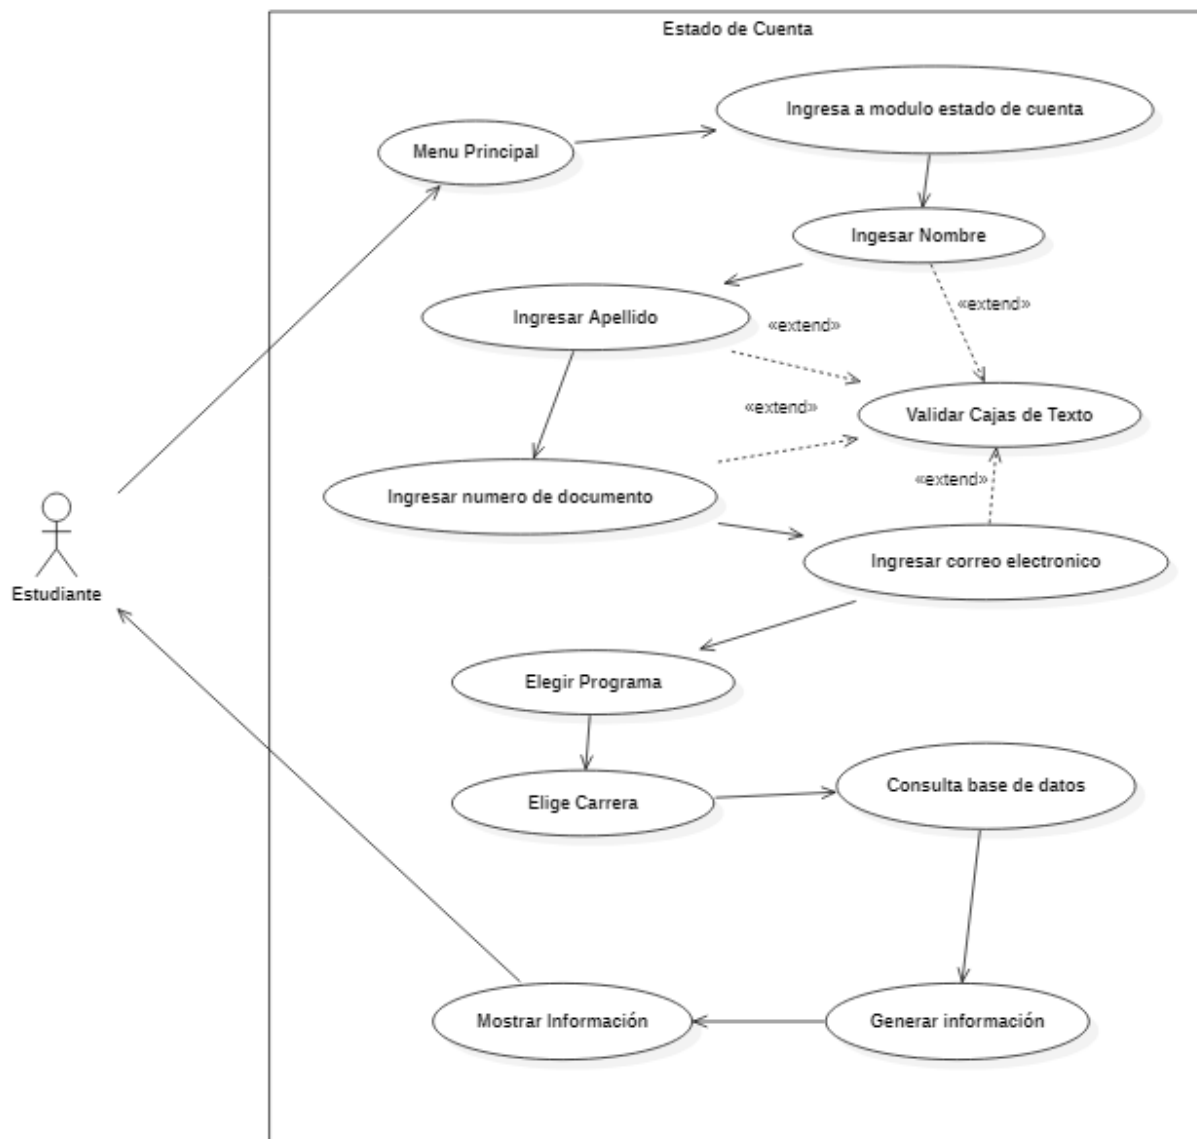 Estado de Cuenta
Ingresa a modulo estado de cuenta
Menu Principal
Ingesar Nombre
«extend»
Ingresar Apellido
«extend»
«extend»
Validar Cajas de Texto
Ingresar numero de documento
«extend»
Ingresar correo electronico
Estudiante
Elegir Programa
Elige Carrera
Consulta base de datos
Mostrar Información
Generar información